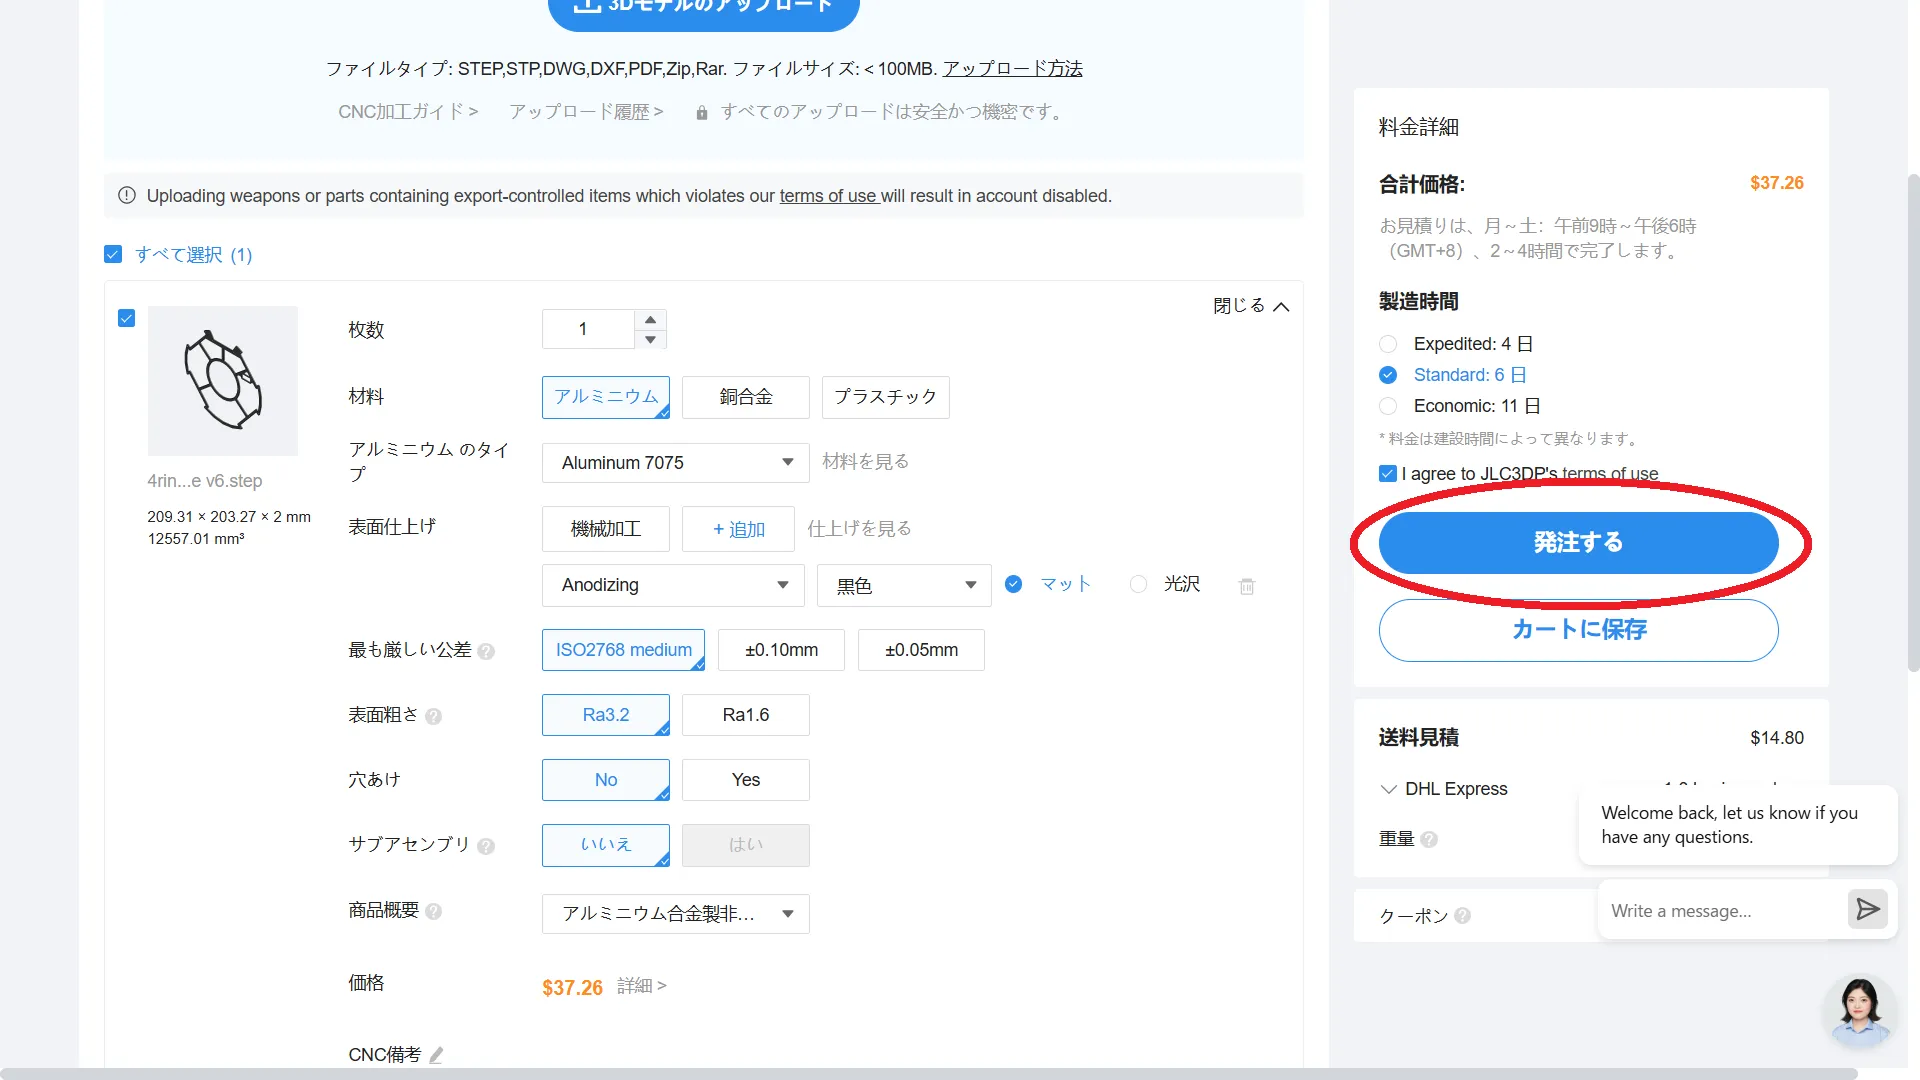 3Dモデルのアップロード
ファイルタイプ: STEP,STP,DWG,DXF,PDF,Zip,Rar. ファイルサイズ: < 100MB. アップロード方法
CNC加工ガイド > アップロード履歴 > すべてのアップロードは安全かつ機密です。
Uploading weapons or parts containing export-controlled items which violates our terms of use will result in account disabled.
すべて選択 (1)
閉じる
4rin...e v6.step
209.31 × 203.27 × 2 mm
12557.01 mm³
枚数 1
材料 アルミニウム 銅合金 プラスチック
アルミニウム のタイ
プ
Aluminum 7075 材料を見る
表面仕上げ 機械加工 + 追加 仕上げを見る
Anodizing 黒色 マット 光沢
最も厳しい公差 ? ISO2768 medium ±0.10mm ±0.05mm
表面粗さ ? Ra3.2 Ra1.6
穴あけ No Yes
サブアセンブリ ? いいえ はい
商品概要 ? アルミニウム合金製非...
価格 $37.26 詳細 >
CNC備考
料金詳細
合計価格: $37.26
お見積りは、月～土：午前9時～午後6時
（GMT+8）、2～4時間で完了します。
製造時間
Expedited: 4 日
Standard: 6 日
Economic: 11 日
* 料金は建設時間によって異なります。
I agree to JLC3DP's terms of use
発注する
カートに保存
送料見積 $14.80
DHL Express
重量 ?
クーポン ?
Welcome back, let us know if you
have any questions.
Write a message...